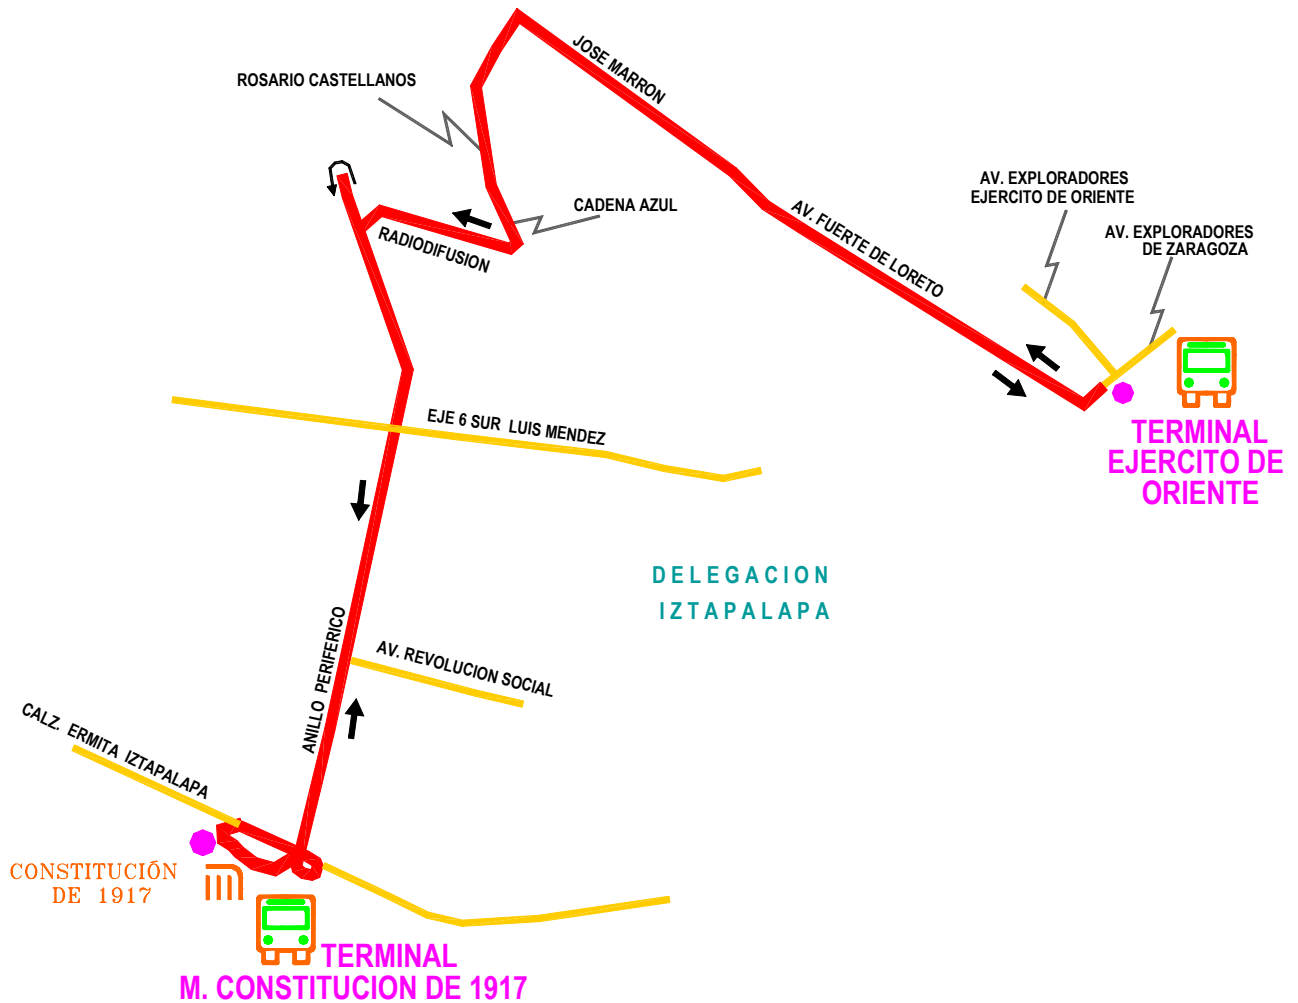 JOSE MARRON
ROSARIO CASTELLANOS
AV. EXPLORADORES
EJERCITO DE ORIENTE
CADENA AZUL
AV. FUERTE DE LORETO
AV. EXPLORADORES
DE ZARAGOZA
RADIODIFUSION
EJE 6 SUR LUIS MENDEZ
TERMINAL
EJERCITO DE
ORIENTE
DELEGACION
IZTAPALAPA
ANILLO PERIFERICO
AV. REVOLUCION SOCIAL
CALZ. ERMITA IZTAPALAPA
CONSTITUCIÓN
DE 1917
TERMINAL
M. CONSTITUCION DE 1917